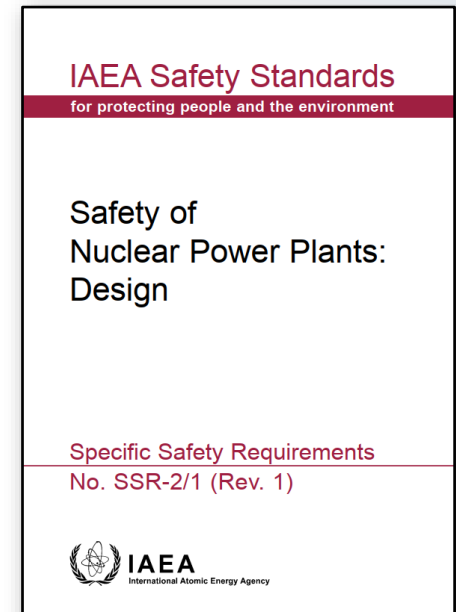 IAEA Safety Standards
for protecting people and the environment
Safety of
Nuclear Power Plants:
Design
Specific Safety Requirements
No. SSR-2/1 (Rev. 1)
IAEA
International Atomic Energy Agency